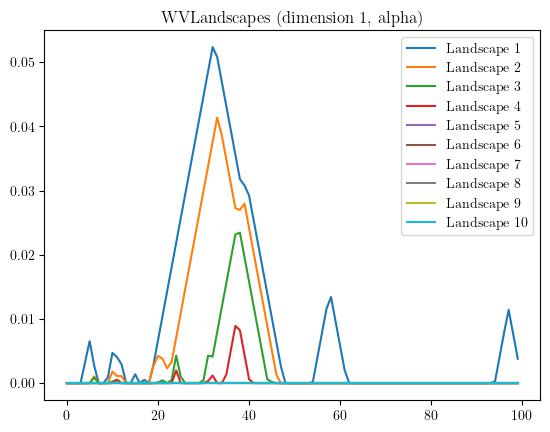 WVLandscapes (dimension 1, alpha)
Landscape 1
Landscape 2
Landscape 3
Landscape 4
Landscape 5
Landscape 6
Landscape 7
Landscape 8
Landscape 9
Landscape 10
0.05
0.04
0.03
0.02
0.01
0.00
0 20 40 60 80 100